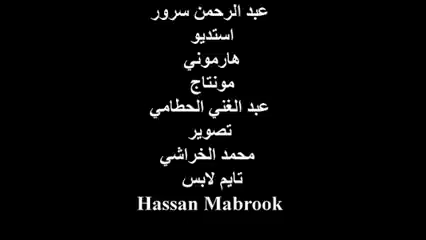 عبد الرحمن سرور
استديو
هارموني
مونتاج
عبد الغني الحطامي
تصوير
محمد الخراشي
تايم لابس
Hassan Mabrook